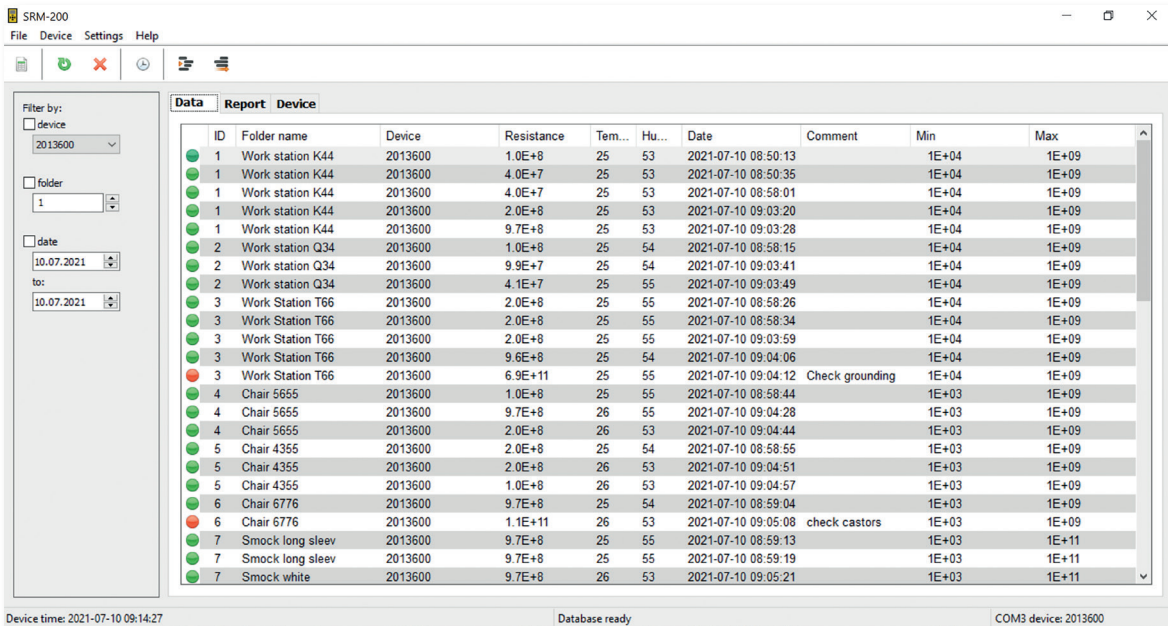 SRM-200
File Device Settings Help
Filter by:
device
2013600
folder
1
date
10.07.2021
to:
10.07.2021
Data Report Device
ID Folder name Device Resistance Tem... Hu... Date Comment Min Max
1 Work station K44 2013600 1.0E+8 25 53 2021-07-10 08:50:13 1E+04 1E+09
1 Work station K44 2013600 4.0E+7 25 53 2021-07-10 08:50:35 1E+04 1E+09
1 Work station K44 2013600 4.0E+7 25 53 2021-07-10 08:58:01 1E+04 1E+09
1 Work station K44 2013600 2.0E+8 25 53 2021-07-10 09:03:20 1E+04 1E+09
1 Work station K44 2013600 9.7E+8 25 53 2021-07-10 09:03:28 1E+04 1E+09
2 Work station Q34 2013600 1.0E+8 25 54 2021-07-10 08:58:15 1E+04 1E+09
2 Work station Q34 2013600 9.9E+7 25 54 2021-07-10 09:03:41 1E+04 1E+09
2 Work station Q34 2013600 4.1E+7 25 55 2021-07-10 09:03:49 1E+04 1E+09
3 Work Station T66 2013600 2.0E+8 25 55 2021-07-10 08:58:26 1E+04 1E+09
3 Work Station T66 2013600 2.0E+8 25 55 2021-07-10 08:58:34 1E+04 1E+09
3 Work Station T66 2013600 2.0E+8 25 55 2021-07-10 09:03:59 1E+04 1E+09
3 Work Station T66 2013600 9.6E+8 25 54 2021-07-10 09:04:06 1E+04 1E+09
3 Work Station T66 2013600 6.9E+11 25 55 2021-07-10 09:04:12 Check grounding 1E+04 1E+09
4 Chair 5655 2013600 1.0E+8 25 55 2021-07-10 08:58:44 1E+03 1E+09
4 Chair 5655 2013600 9.7E+8 26 55 2021-07-10 09:04:28 1E+03 1E+09
4 Chair 5655 2013600 2.0E+8 26 53 2021-07-10 09:04:44 1E+03 1E+09
5 Chair 4355 2013600 2.0E+8 25 54 2021-07-10 08:58:55 1E+03 1E+09
5 Chair 4355 2013600 2.0E+8 26 53 2021-07-10 09:04:51 1E+03 1E+09
5 Chair 4355 2013600 1.0E+8 26 53 2021-07-10 09:04:57 1E+03 1E+09
6 Chair 6776 2013600 9.7E+8 25 54 2021-07-10 08:59:04 1E+03 1E+09
6 Chair 6776 2013600 1.1E+11 26 53 2021-07-10 09:05:08 check castors 1E+03 1E+09
7 Smock long sleev 2013600 9.7E+8 25 55 2021-07-10 08:59:13 1E+03 1E+11
7 Smock long sleev 2013600 9.7E+8 25 55 2021-07-10 08:59:19 1E+03 1E+11
7 Smock white 2013600 9.7E+8 26 53 2021-07-10 09:05:21 1E+03 1E+11
Device time: 2021-07-10 09:14:27 Database ready COM3 device: 2013600